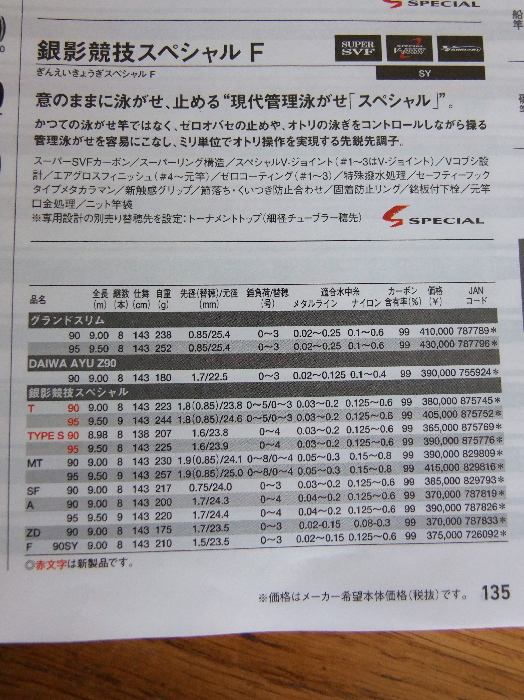 SPECIAL
銀影競技スペシャル F
ぎんえいきょうぎスペシャル F
SUPER SVF
SY
意のままに泳がせ、止める“現代管理泳がせ「スペシャル」”。
かつての泳がせ竿ではなく、ゼロオバセの止めや、オトリの泳ぎをコントロールしながら操る
管理泳がせを容易にこなし、ミリ単位でオトリ操作を実現する先鋭先調子。
スーパーSVFカーボン／スーパーリング構造／スペシャルV-ジョイント(#1～3はV-ジョイント)／Vコブシ設
計／エアグロスフィニッシュ(#4～元竿)／ゼロコーティング(#1～3)／特殊撥水処理／セーフティーフック
タイプメタカラマン／新触感グリップ／節落ち・くいつき防止合わせ／固着防止リング／銘板付下栓／元竿
口金処理／ニット竿袋
※専用設計の別売り替穂先を設定：トーナメントトップ(細径チューブラー穂先)
SPECIAL
品名 全長(m) 継数(本) 仕舞(cm) 自重(g) 先径(替穂)/元径(mm) 錘負荷/替穂(号) 適合水中糸 メタルライン ナイロン カーボン含有率(%) 価格(¥) JANコード
グランドスリム
90 9.00 8 143 238 0.85/25.4 0～3 0.02～0.25 0.1～0.6 99 410,000 787789*
95 9.50 8 143 252 0.85/25.4 0～3 0.02～0.25 0.1～0.6 99 430,000 787796*
DAIWA AYU Z90
90 9.00 8 143 180 1.7/22.5 0～3 0.02～0.125 0.1～0.4 99 390,000 755924*
銀影競技スペシャル
T 90 9.00 8 143 223 1.8(0.85)/23.8 0～5/0～3 0.03～0.2 0.125～0.6 99 380,000 875745*
95 9.50 9 143 244 1.8(0.85)/24.6 0～5/0～3 0.03～0.2 0.125～0.6 99 405,000 875752*
TYPE S 90 8.98 8 138 207 1.6/23.8 0～4 0.03～0.2 0.125～0.6 99 365,000 875769*
95 9.50 8 143 225 1.6/23.9 0～4 0.03～0.2 0.125～0.6 99 390,000 875776*
MT 90 9.00 8 143 230 1.9(0.85)/24.1 0～8/0～4 0.05～0.3 0.15～0.8 99 390,000 829809*
95 9.50 9 143 257 1.9(0.85)/25.0 0～8/0～4 0.05～0.3 0.15～0.8 99 415,000 829816*
SF 90 9.00 8 143 217 0.75/24.0 0～3 0.03～0.2 0.125～0.6 99 385,000 829793*
A 90 9.00 8 143 200 1.7/24.3 0～4 0.04～0.2 0.125～0.6 99 370,000 787819*
95 9.50 9 143 220 1.7/24.4 0～4 0.04～0.2 0.125～0.6 99 390,000 787826*
ZD 90 9.00 8 143 175 1.7/23.5 0～3 0.02-0.15 0.08-0.3 99 370,000 787833*
F 90SY 9.00 8 143 210 1.5/23.5 0～3 0.02～0.15 0.125～0.6 99 375,000 726092*
◎赤文字は新製品です。
※価格はメーカー希望本体価格(税抜)です。 135